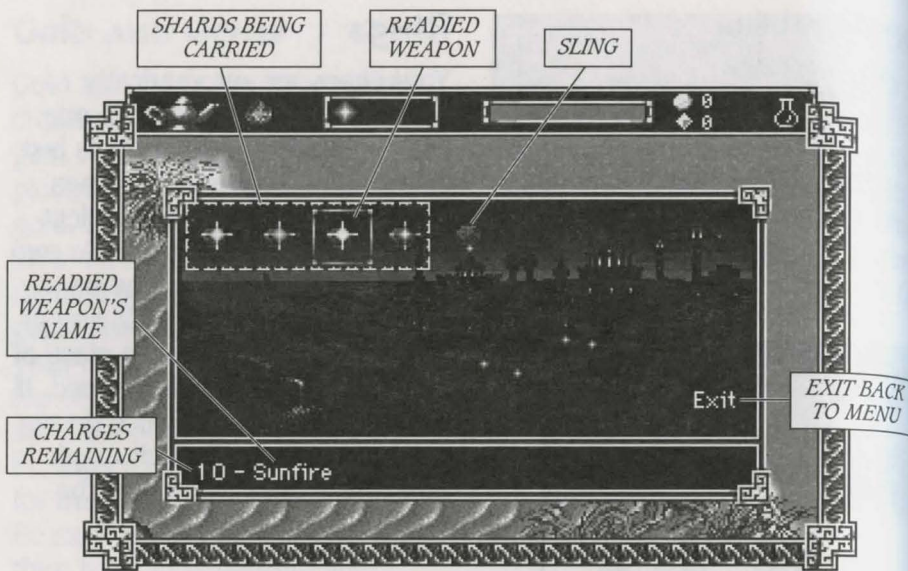 SHARDS BEING
CARRIED
READIED
WEAPON
SLING
0
0
READIED
WEAPON'S
NAME
Exit
EXIT BACK
TO MENU
CHARGES
REMAINING
10 - Sunfire